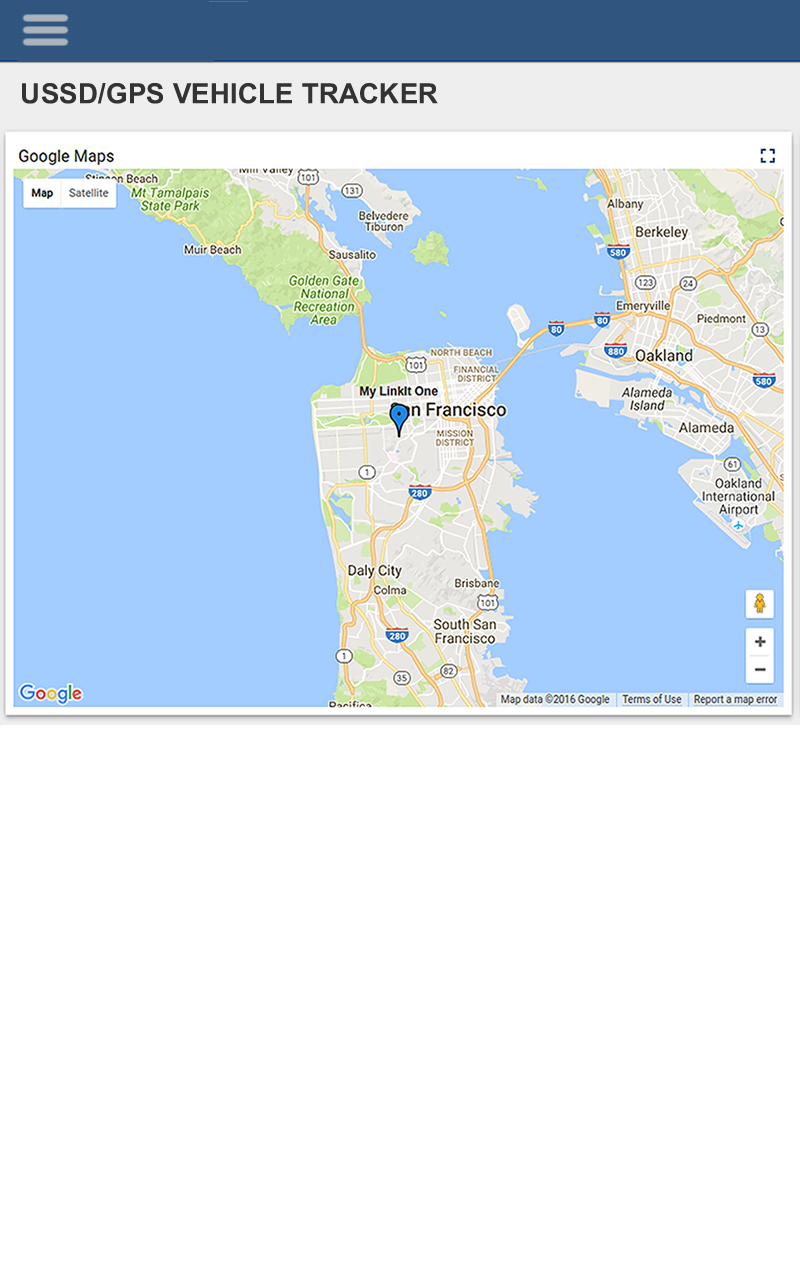 USSD/GPS VEHICLE TRACKER
Google Maps
Map Satellite
Stinson Beach
Mt Tamalpais
State Park
Mill Valley
101
131
Belvedere
Tiburon
Muir Beach
Sausalito
Golden Gate
National
Recreation
Area
Albany
Berkeley
580
123
24
Emeryville
80
80
Piedmont
13
880
Oakland
580
NORTH BEACH
101
FINANCIAL
DISTRICT
My LinkIt One
San Francisco
MISSION
DISTRICT
Alameda
Island
Alameda
1
280
61
Oakland
International
Airport
Daly City
Colma
Brisbane
101
280
South San
Francisco
1
35
82
Pacifica
+
−
Google
Map data ©2016 Google Terms of Use Report a map error